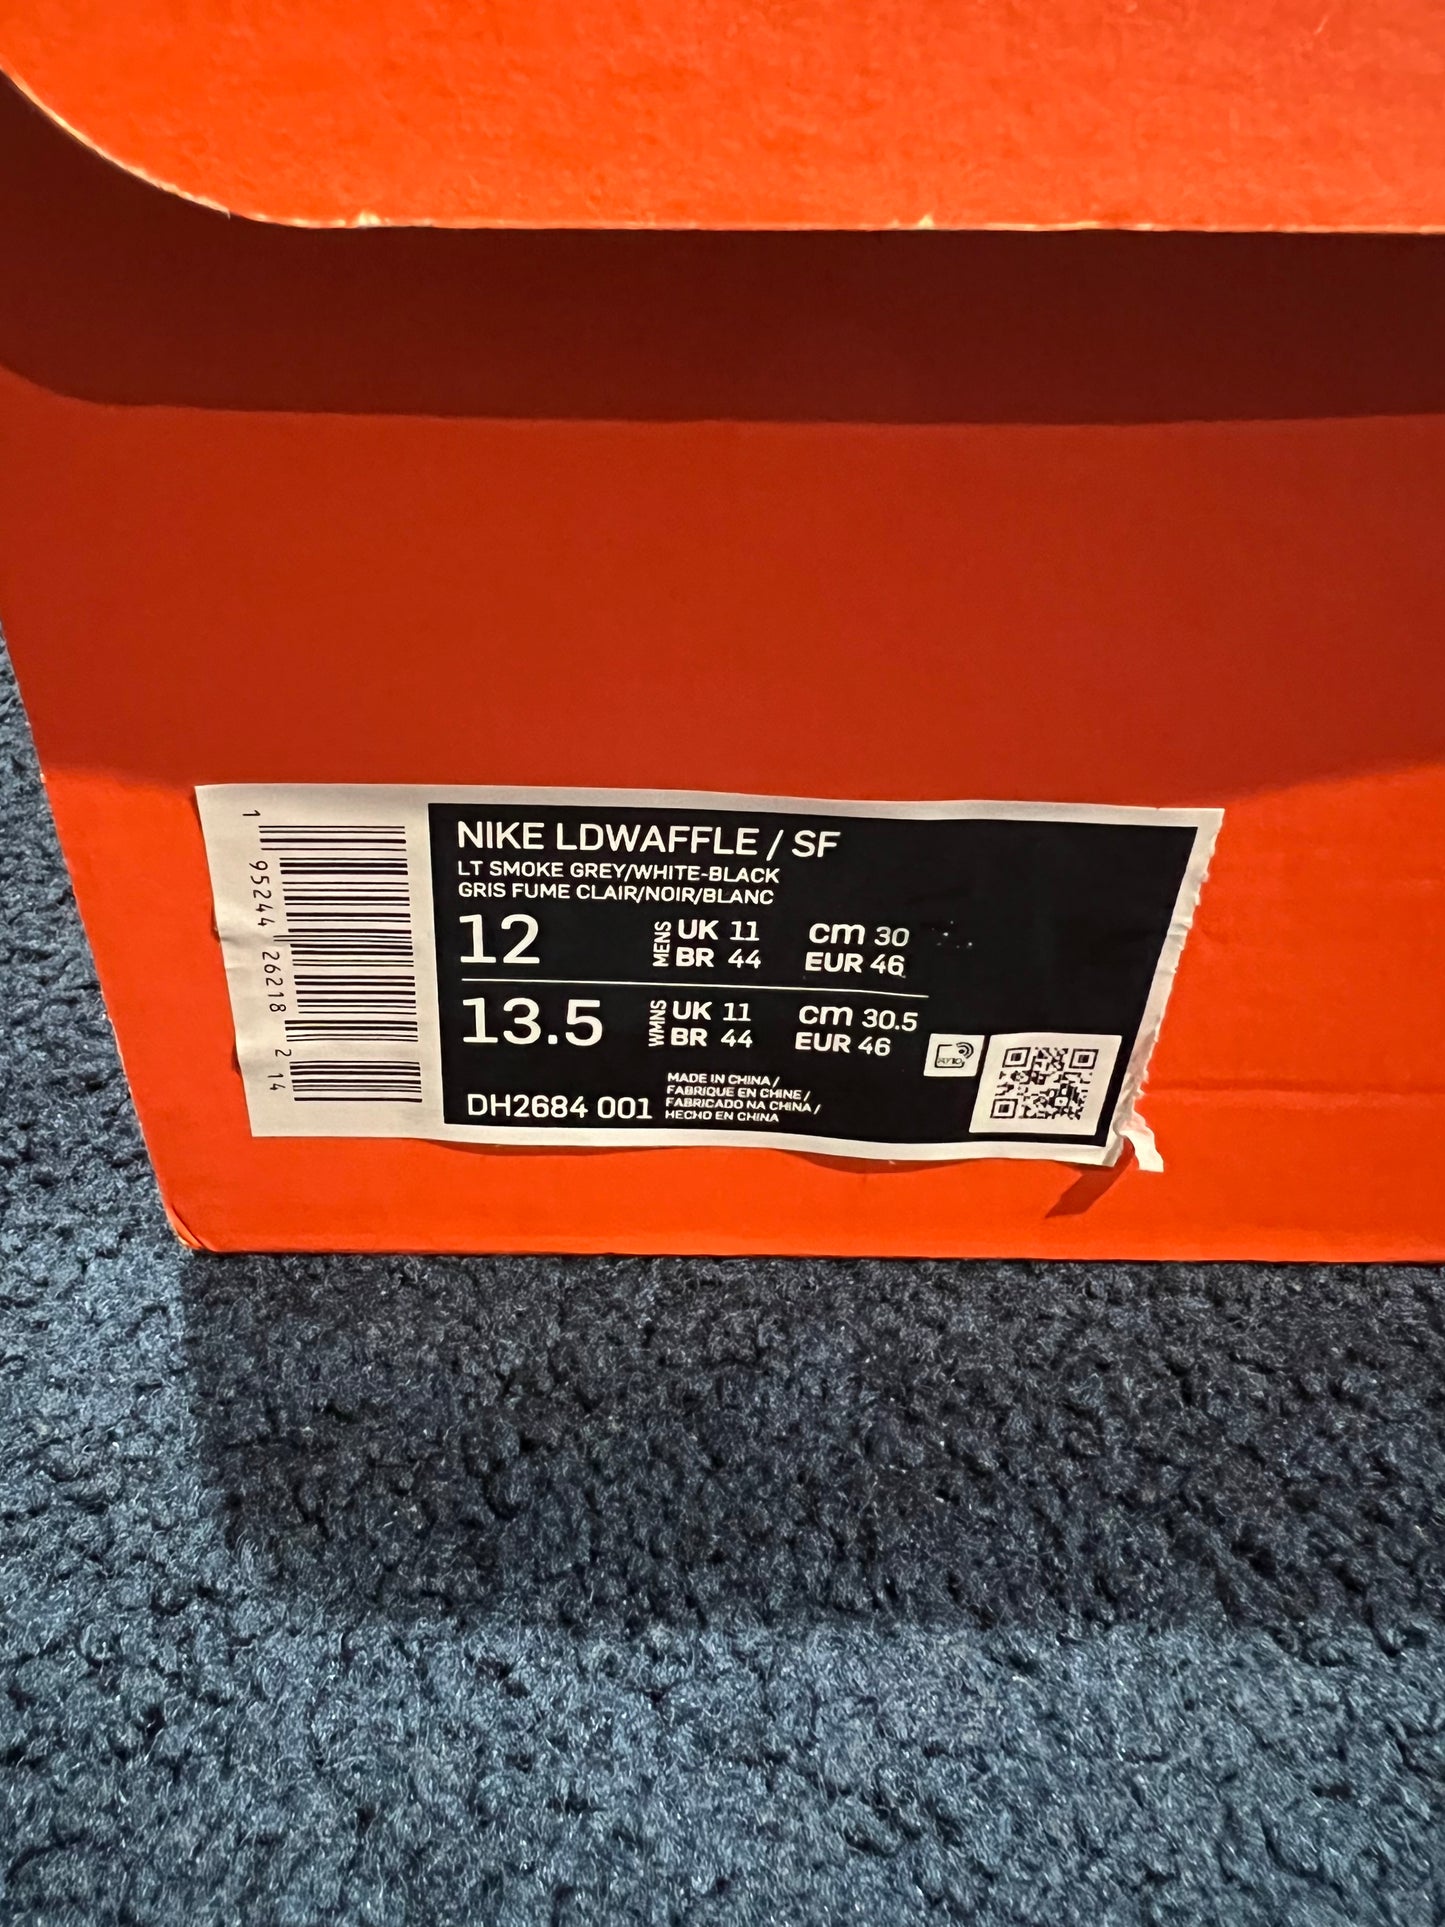 1 95244 26218 2 14
NIKE LDWAFFLE / SF
LT SMOKE GREY/WHITE-BLACK
GRIS FUME CLAIR/NOIR/BLANC
12 MENS UK 11 cm 30
BR 44 EUR 46
13.5 WMNS UK 11 cm 30.5
BR 44 EUR 46
DH2684 001
MADE IN CHINA /
FABRIQUE EN CHINE /
FABRICADO NA CHINA /
HECHO EN CHINA